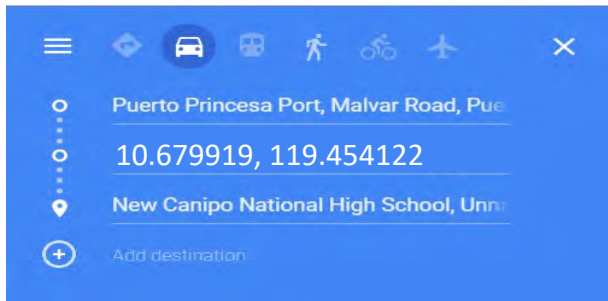 Puerto Princesa Port, Malvar Road, Pue
10.679919, 119.454122
New Canipo National High School, Unn
Add destination